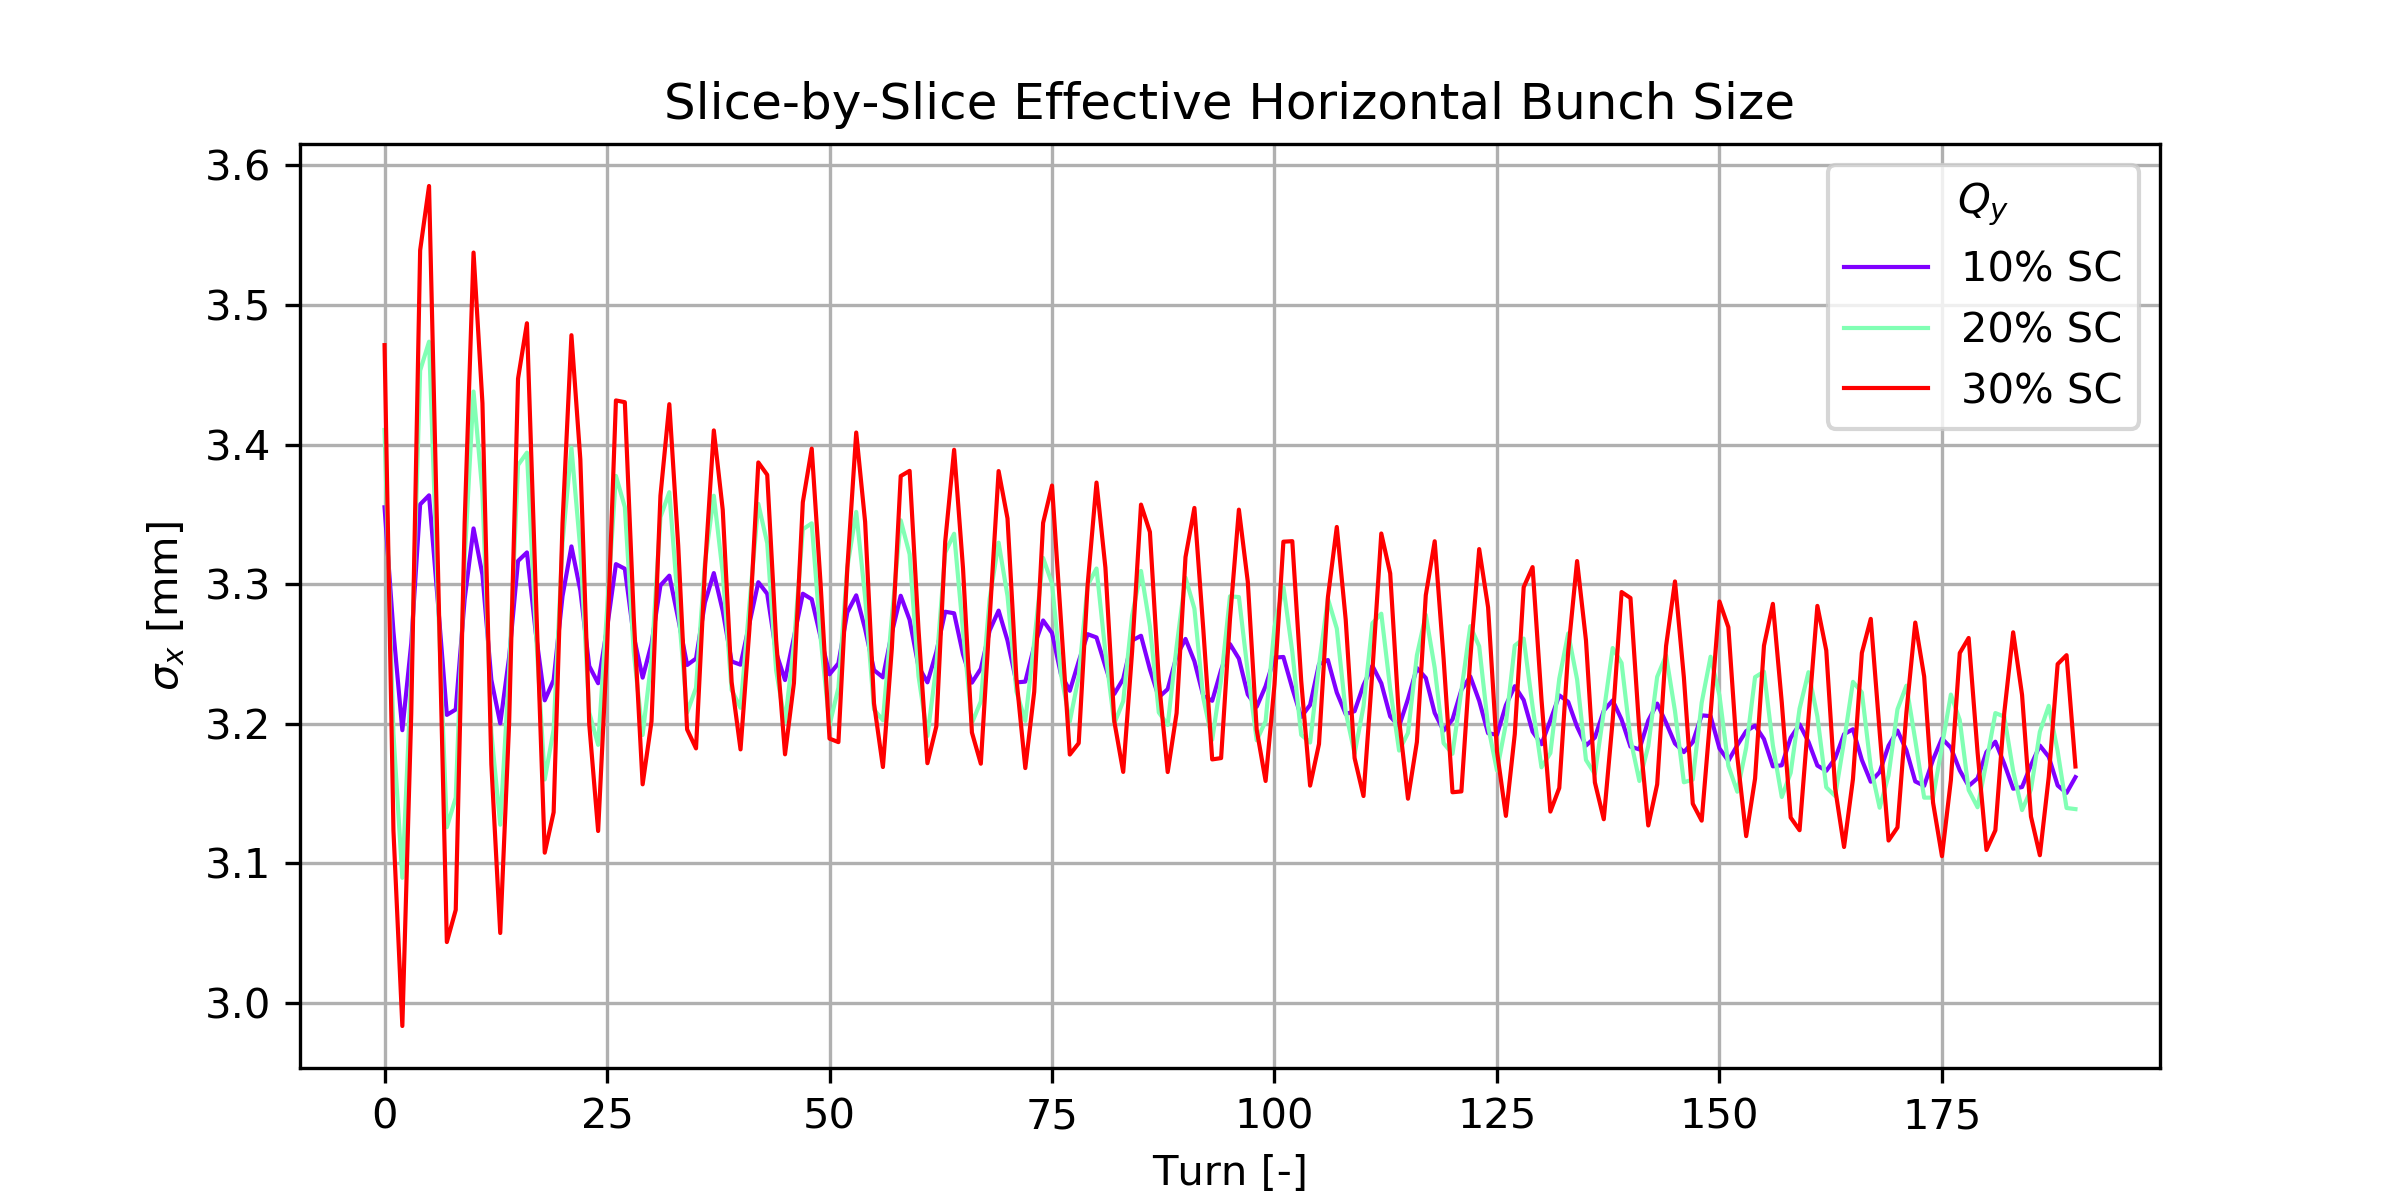 Slice-by-Slice Effective Horizontal Bunch Size
3.6
3.5
3.4
3.3
3.2
3.1
3.0
σx [mm]
Qy
10% SC
20% SC
30% SC
0 25 50 75 100 125 150 175
Turn [-]